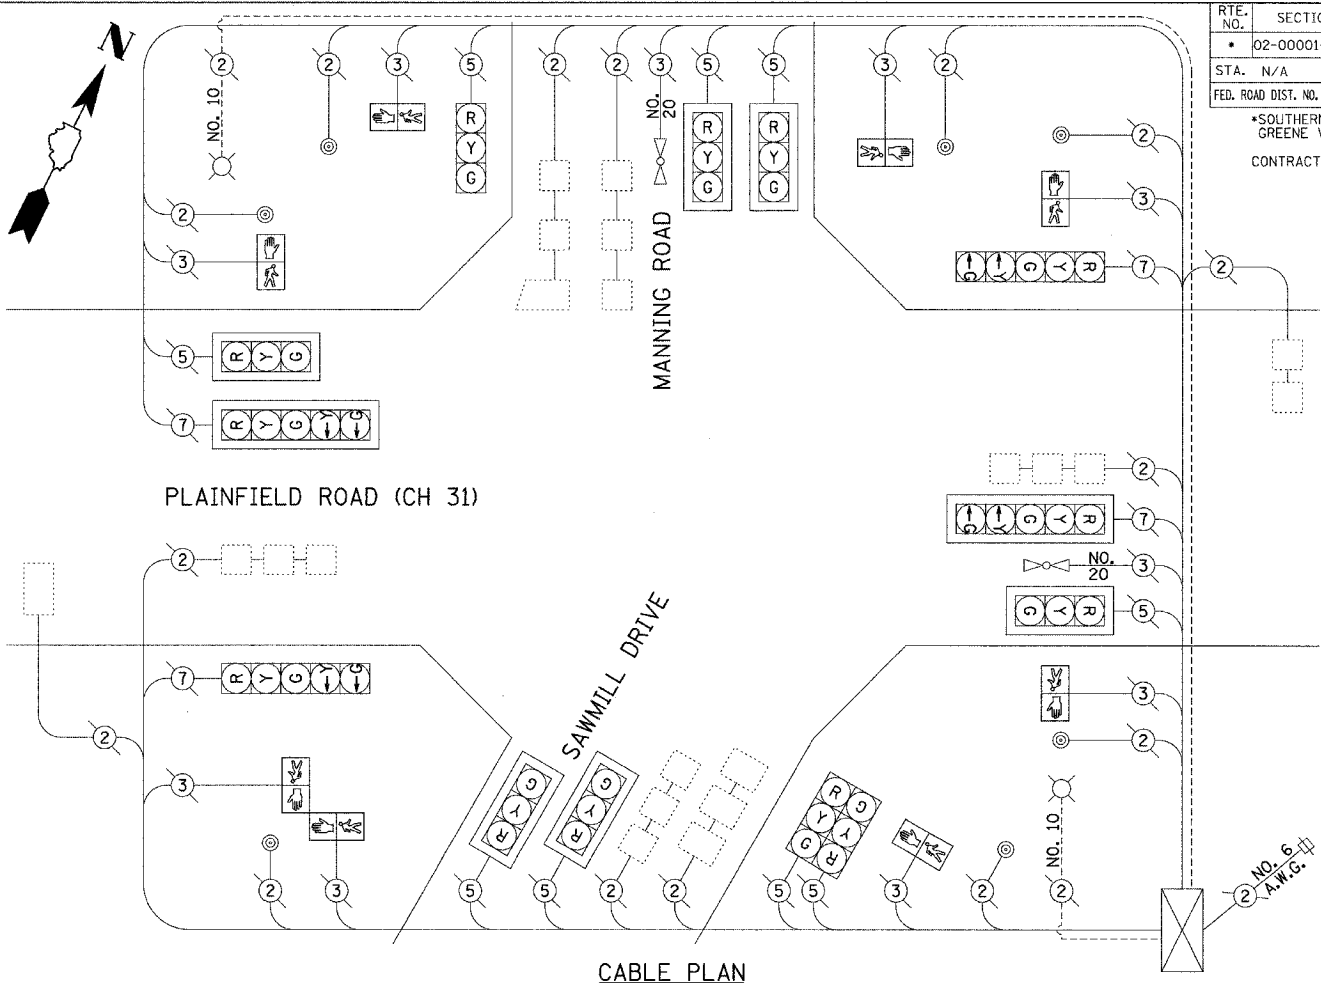 N
RTE. NO.
SECTIO
*
02-00001-
STA. N/A
FED. ROAD DIST. NO.
*SOUTHERN
GREENE V
CONTRACT
2
2
3
5
2
2
3
5
5
3
2
NO. 10
NO. 20
R
Y
G
R
Y
G
R
Y
G
2
3
2
3
7
2
G Y G Y R
MANNING ROAD
5
R Y G
7
R Y G Y G
PLAINFIELD ROAD (CH 31)
2
7
G Y G Y R
NO. 20
3
5
G Y R
2
7
R Y G Y G
SAWMILL DRIVE
3
2
2
3
G
Y
R
G
Y
R
R G
Y Y
G R
NO. 10
NO. 6
A.W.G.
2
2
3
5
5
2
2
5
5
3
2
2
2
CABLE PLAN